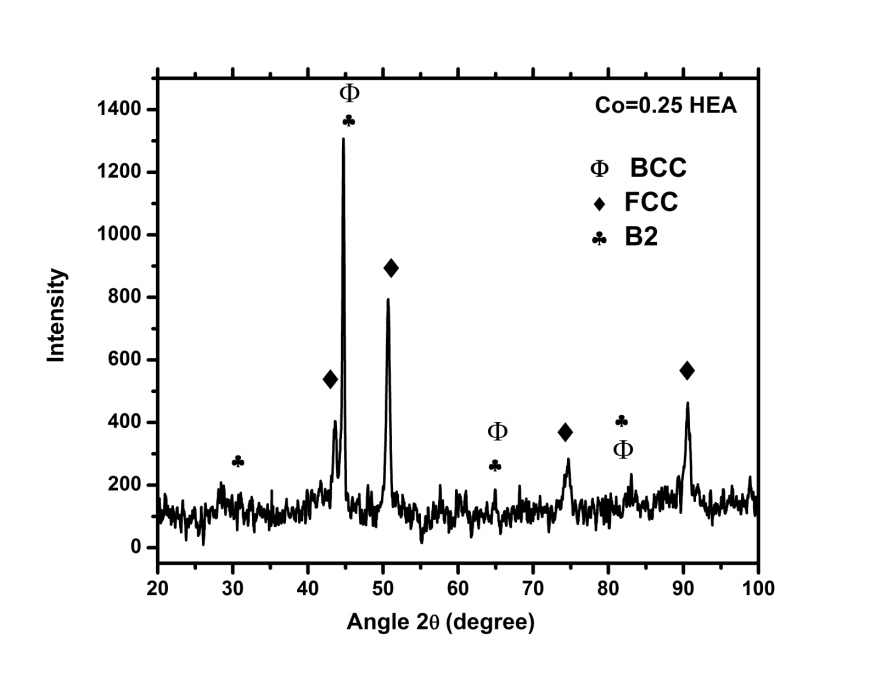 Φ
♣
Co=0.25 HEA
Φ BCC
♦ FCC
♣ B2
♦
♦
♦
♣
Φ
♣
♦
♣
Φ
1400
1200
1000
800
600
400
200
0
20 30 40 50 60 70 80 90 100
Intensity
Angle 2θ (degree)